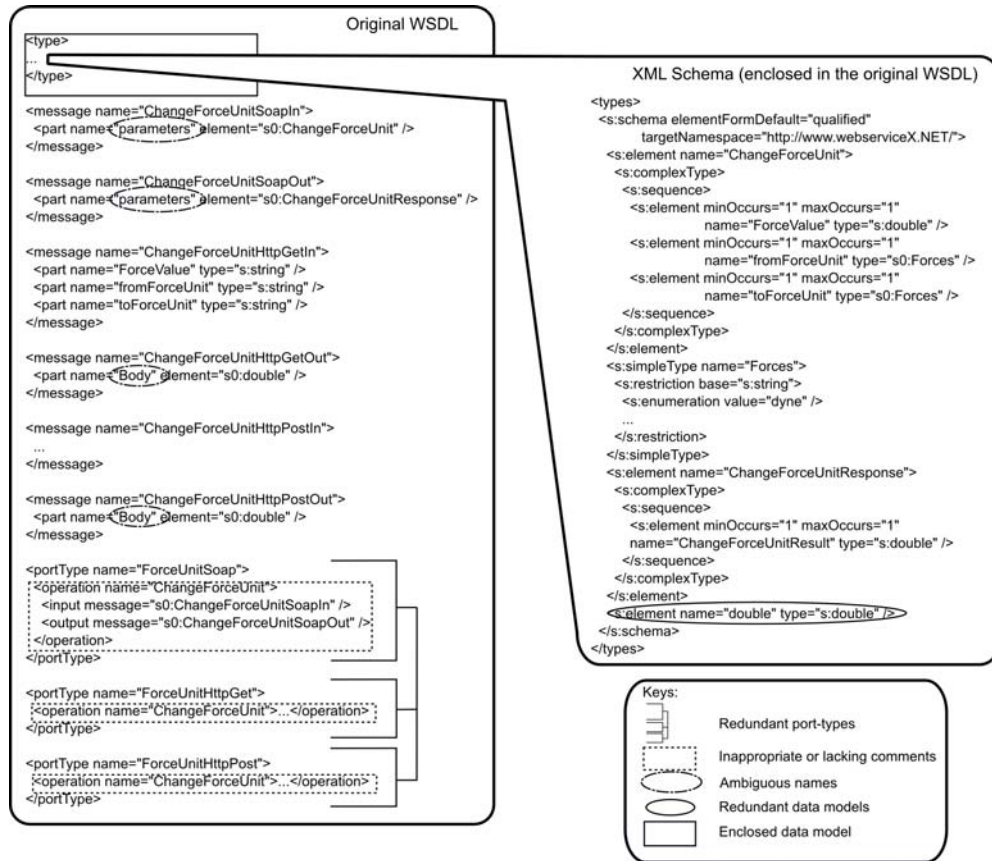 Original WSDL
<type>
...
</type>
<message name="ChangeForceUnitSoapIn">
<part name="parameters" element="s0:ChangeForceUnit" />
</message>
<message name="ChangeForceUnitSoapOut">
<part name="parameters" element="s0:ChangeForceUnitResponse" />
</message>
<message name="ChangeForceUnitHttpGetIn">
<part name="ForceValue" type="s:string" />
<part name="fromForceUnit" type="s:string" />
<part name="toForceUnit" type="s:string" />
</message>
<message name="ChangeForceUnitHttpGetOut">
<part name="Body" element="s0:double" />
</message>
<message name="ChangeForceUnitHttpPostIn">
...
</message>
<message name="ChangeForceUnitHttpPostOut">
<part name="Body" element="s0:double" />
</message>
<portType name="ForceUnitSoap">
<operation name="ChangeForceUnit">
<input message="s0:ChangeForceUnitSoapIn" />
<output message="s0:ChangeForceUnitSoapOut" />
</operation>
</portType>
<portType name="ForceUnitHttpGet">
<operation name="ChangeForceUnit">...</operation>
</portType>
<portType name="ForceUnitHttpPost">
<operation name="ChangeForceUnit">...</operation>
</portType>
XML Schema (enclosed in the original WSDL)
<types>
<s:schema elementFormDefault="qualified"
targetNamespace="http://www.webserviceX.NET/">
<s:element name="ChangeForceUnit">
<s:complexType>
<s:sequence>
<s:element minOccurs="1" maxOccurs="1"
name="ForceValue" type="s:double" />
<s:element minOccurs="1" maxOccurs="1"
name="fromForceUnit" type="s0:Forces" />
<s:element minOccurs="1" maxOccurs="1"
name="toForceUnit" type="s0:Forces" />
</s:sequence>
</s:complexType>
</s:element>
<s:simpleType name="Forces">
<s:restriction base="s:string">
<s:enumeration value="dyne" />
...
</s:restriction>
</s:simpleType>
<s:element name="ChangeForceUnitResponse">
<s:complexType>
<s:sequence>
<s:element minOccurs="1" maxOccurs="1"
name="ChangeForceUnitResult" type="s:double" />
</s:sequence>
</s:complexType>
</s:element>
<s:element name="double" type="s:double" />
</s:schema>
</types>
Keys:
Redundant port-types
Inappropriate or lacking comments
Ambiguous names
Redundant data models
Enclosed data model